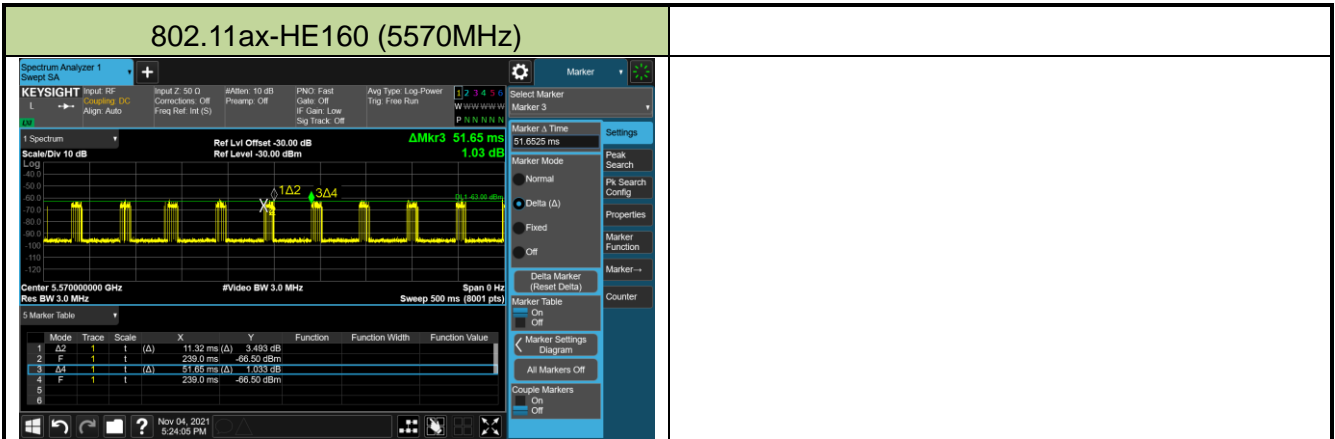 802.11ax-HE160 (5570MHz)
Spectrum Analyzer 1
Swept SA
Marker
KEYSIGHT Input: RF Input Z: 50 Ω #Atten: 10 dB PNO: Fast Avg Type: Log-Power 1 2 3 4 5 6
L Coupling: DC Corrections: Off Preamp: Off Gate: Off Trig: Free Run W W W W W W
Align: Auto Freq Ref: Int (S) IF Gain: Low
Sig Track: Off P N N N N N
Select Marker
Marker 3
1 Spectrum
Ref Lvl Offset -30.00 dB ΔMkr3 51.65 ms
Scale/Div 10 dB Ref Level -30.00 dBm 1.03 dB
Log
-40.0
-50.0
-60.0
-70.0
-80.0
-90.0
-100
-110
-120
1Δ2
3Δ4
DL1 -63.00 dBm
Center 5.570000000 GHz #Video BW 3.0 MHz Span 0 Hz
Res BW 3.0 MHz Sweep 500 ms (8001 pts)
5 Marker Table
Mode Trace Scale X Y Function Function Width Function Value
1 Δ2 1 t (Δ) 11.32 ms (Δ) 3.493 dB
2 F 1 t 239.0 ms -66.50 dBm
3 Δ4 1 t (Δ) 51.65 ms (Δ) 1.033 dB
4 F 1 t 239.0 ms -66.50 dBm
5
6
Marker Δ Time
51.6525 ms
Marker Mode
Normal
Delta (Δ)
Fixed
Off
Delta Marker
(Reset Delta)
Marker Table
On
Off
Marker Settings
Diagram
All Markers Off
Couple Markers
On
Off
Settings
Peak
Search
Pk Search
Config
Properties
Marker
Function
Marker→
Counter
Nov 04, 2021
5:24:05 PM